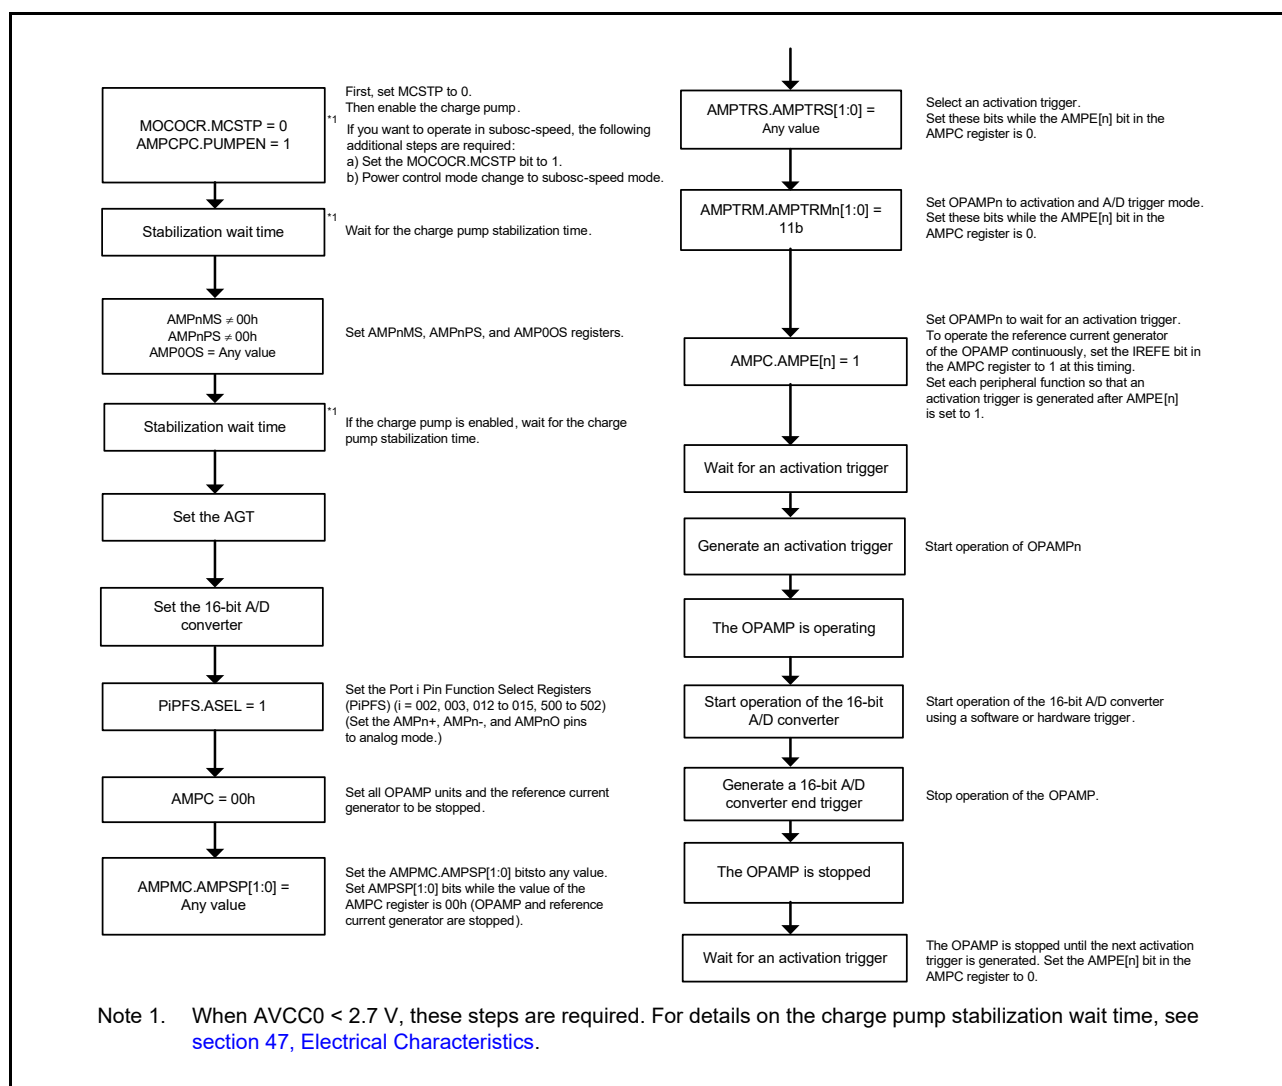 MOCOCR.MCSTP = 0
AMPCPC.PUMPEN = 1
*1
First, set MCSTP to 0.
Then enable the charge pump.
If you want to operate in subosc-speed, the following
additional steps are required:
a) Set the MOCOCR.MCSTP bit to 1.
b) Power control mode change to subosc-speed mode.
Stabilization wait time
*1
Wait for the charge pump stabilization time.
AMPnMS ≠ 00h
AMPnPS ≠ 00h
AMP0OS = Any value
Set AMPnMS, AMPnPS, and AMP0OS registers.
Stabilization wait time
*1
If the charge pump is enabled, wait for the charge
pump stabilization time.
Set the AGT
Set the 16-bit A/D
converter
PiPFS.ASEL = 1
Set the Port i Pin Function Select Registers
(PiPFS) (i = 002, 003, 012 to 015, 500 to 502)
(Set the AMPn+, AMPn-, and AMPnO pins
to analog mode.)
AMPC = 00h
Set all OPAMP units and the reference current
generator to be stopped.
AMPMC.AMPSP[1:0] =
Any value
Set the AMPMC.AMPSP[1:0] bitsto any value.
Set AMPSP[1:0] bits while the value of the
AMPC register is 00h (OPAMP and reference
current generator are stopped).
AMPTRS.AMPTRS[1:0] =
Any value
Select an activation trigger.
Set these bits while the AMPE[n] bit in the
AMPC register is 0.
AMPTRM.AMPTRMn[1:0] =
11b
Set OPAMPn to activation and A/D trigger mode.
Set these bits while the AMPE[n] bit in the
AMPC register is 0.
AMPC.AMPE[n] = 1
Set OPAMPn to wait for an activation trigger.
To operate the reference current generator
of the OPAMP continuously, set the IREFE bit in
the AMPC register to 1 at this timing.
Set each peripheral function so that an
activation trigger is generated after AMPE[n]
is set to 1.
Wait for an activation trigger
Generate an activation trigger
Start operation of OPAMPn
The OPAMP is operating
Start operation of the 16-bit
A/D converter
Start operation of the 16-bit A/D converter
using a software or hardware trigger.
Generate a 16-bit A/D
converter end trigger
Stop operation of the OPAMP.
The OPAMP is stopped
Wait for an activation trigger
The OPAMP is stopped until the next activation
trigger is generated. Set the AMPE[n] bit in the
AMPC register to 0.
Note 1. When AVCC0 < 2.7 V, these steps are required. For details on the charge pump stabilization wait time, see
section 47, Electrical Characteristics.